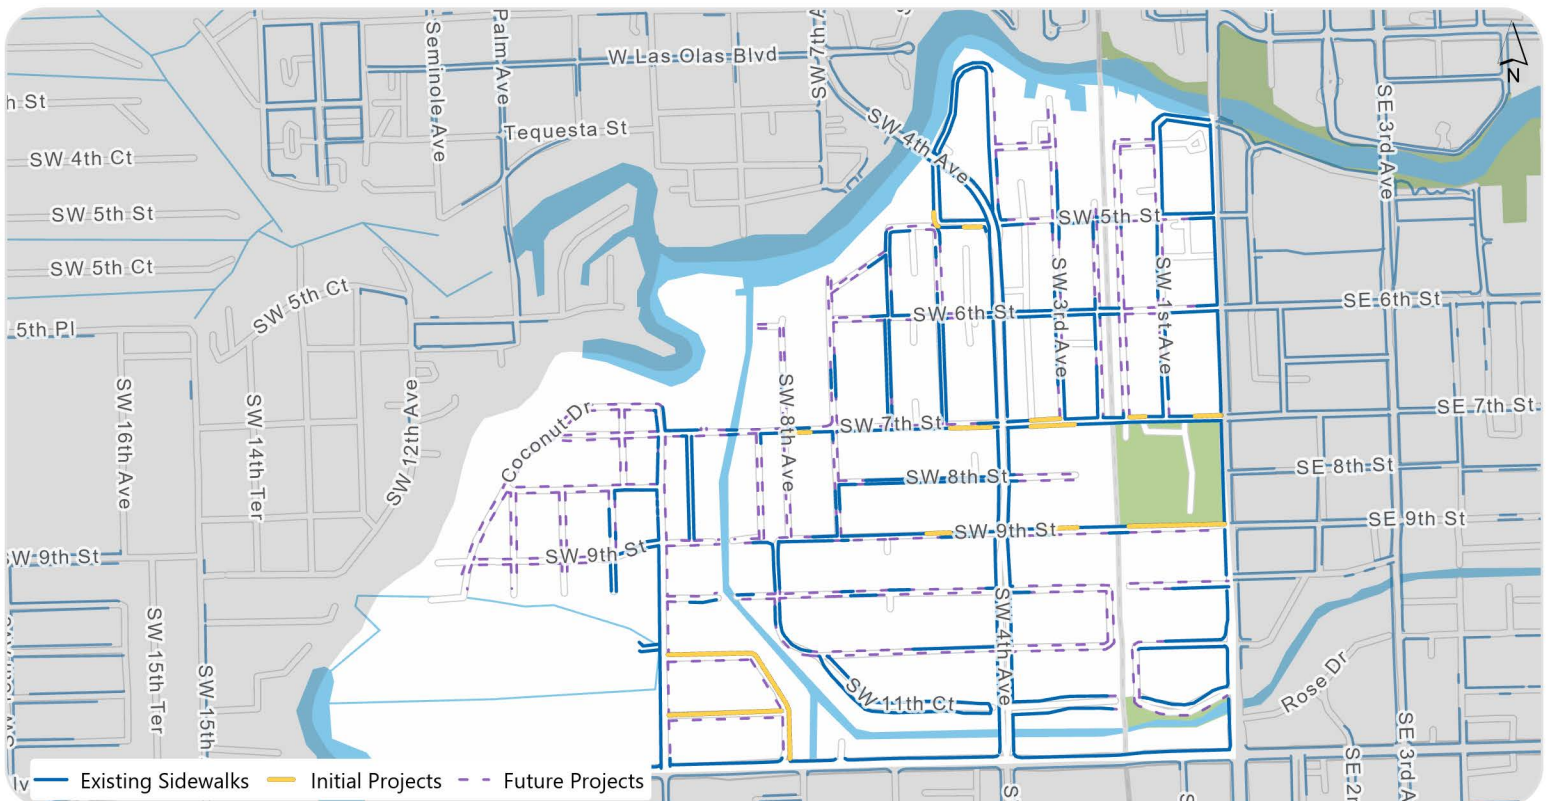 Seminole Ave
Palm Ave
W Las Olas Blvd
SW 7th Av
N
h St
SW 4th Ct
Tequesta St
SW 4th Ave
SE 3rd Ave
SW 5th St
SW 5th St
SW 5th Ct
SW 5th Ct
SW 3rd Ave
SW 1st Ave
SE 6th St
SW 6th St
5th Pl
SW 16th Ave
SW 14th Ter
SW 12th Ave
SW 8th Ave
Coconut Dr
SW 7th St
SE 7th St
SW 8th St
SE 8th St
SW 9th St
SE 9th St
SW 9th St
SW 9th St
SW 15th Ter
SW 15th
SW 4th Ave
SW 11th Ct
Rose Dr
SE 3rd A
SE 2n
lv
S
S
Existing Sidewalks
Initial Projects
Future Projects